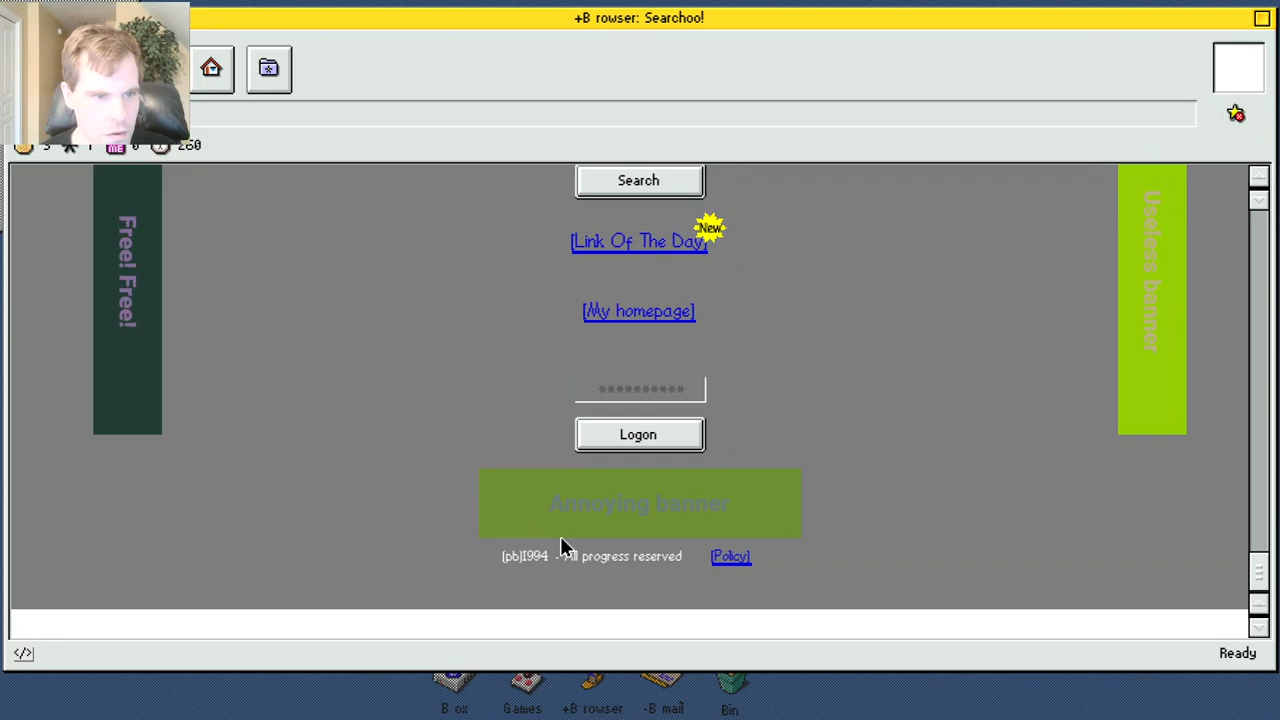 +B rowser: Searchoo!
260
Search
New
[Link Of The Day]
[My homepage]
**********
Logon
Free! Free!
Useless banner
Annoying banner
(pb)1994 - All progress reserved [Policy]
Ready
B ox Games +B rowser -B mail Bin